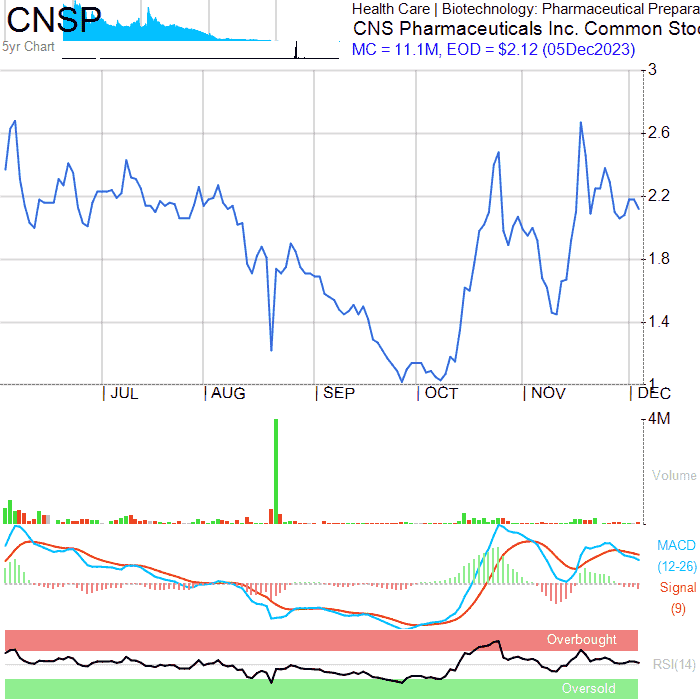 CNSP
Health Care | Biotechnology: Pharmaceutical Prepara
CNS Pharmaceuticals Inc. Common Sto
5yr Chart
MC = 11.1M, EOD = $2.12 (05Dec2023)
3
2.6
2.2
1.8
1.4
1
| JUL | AUG | SEP | OCT | NOV | DEC
4M
Volume
MACD
(12-26)
Signal
(9)
Overbought
RSI(14)
Oversold